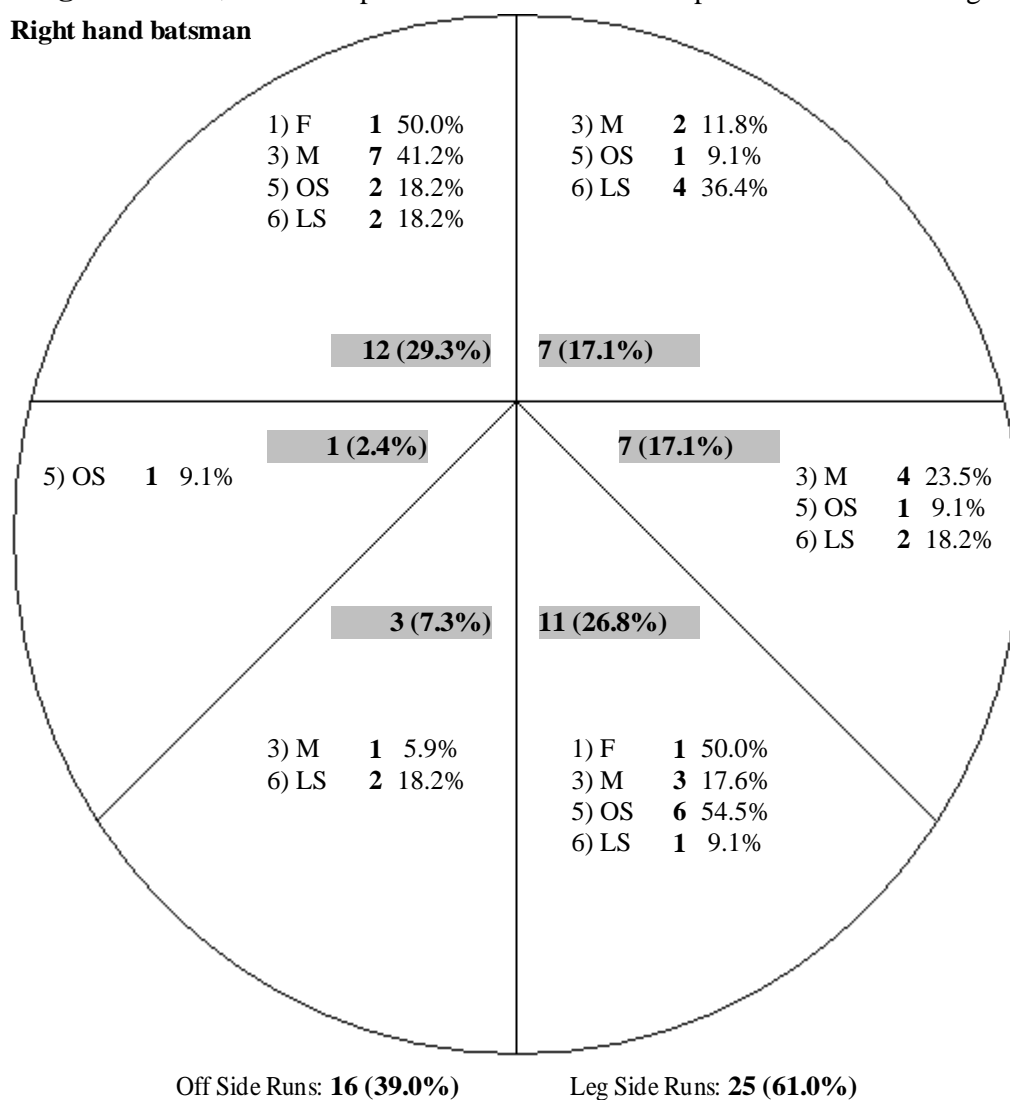 Right hand batsman
1) F 1 50.0%
3) M 7 41.2%
5) OS 2 18.2%
6) LS 2 18.2%
3) M 2 11.8%
5) OS 1 9.1%
6) LS 4 36.4%
12 (29.3%)
7 (17.1%)
1 (2.4%)
5) OS 1 9.1%
7 (17.1%)
3) M 4 23.5%
5) OS 1 9.1%
6) LS 2 18.2%
3 (7.3%)
11 (26.8%)
3) M 1 5.9%
6) LS 2 18.2%
1) F 1 50.0%
3) M 3 17.6%
5) OS 6 54.5%
6) LS 1 9.1%
Off Side Runs: 16 (39.0%)
Leg Side Runs: 25 (61.0%)